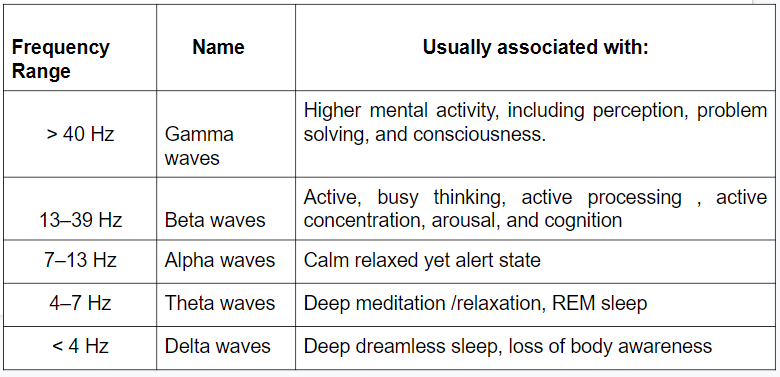 Frequency Range
Name
Usually associated with:
> 40 Hz
Gamma waves
Higher mental activity, including perception, problem
solving, and consciousness.
13–39 Hz
Beta waves
Active, busy thinking, active processing , active
concentration, arousal, and cognition
7–13 Hz
Alpha waves
Calm relaxed yet alert state
4–7 Hz
Theta waves
Deep meditation /relaxation, REM sleep
< 4 Hz
Delta waves
Deep dreamless sleep, loss of body awareness